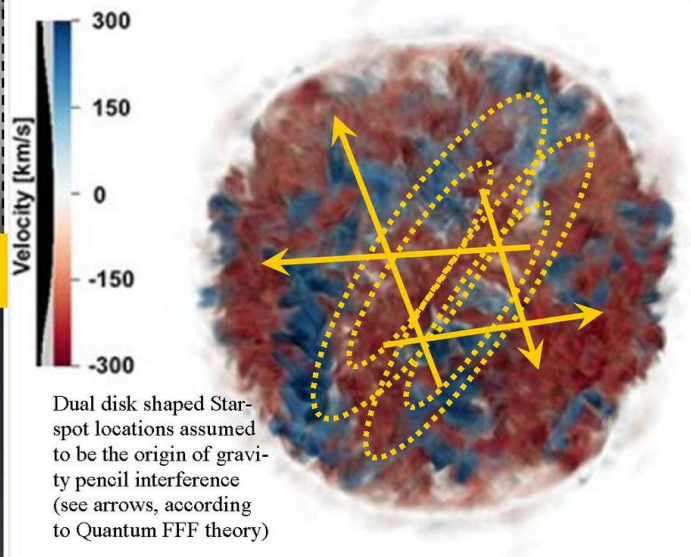 300
150
0
-150
-300
Velocity [km/s]
Dual disk shaped Star-
spot locations assumed
to be the origin of gravi-
ty pencil interference
(see arrows, according
to Quantum FFF theory)